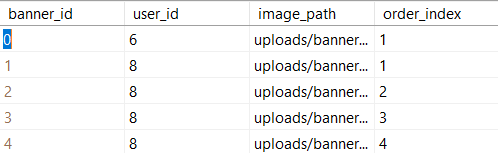 banner_id user_id image_path order_index
0 6 uploads/banner... 1
1 8 uploads/banner... 1
2 8 uploads/banner... 2
3 8 uploads/banner... 3
4 8 uploads/banner... 4